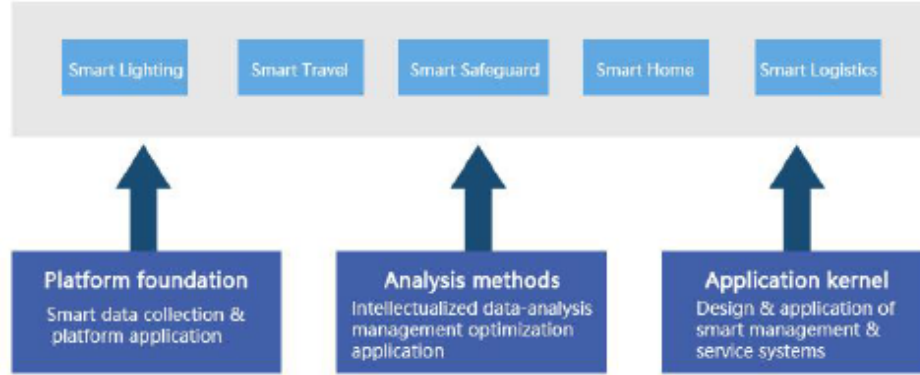 Smart Lighting
Smart Travel
Smart Safeguard
Smart Home
Smart Logistics
Platform foundation
Smart data collection &
platform application
Analysis methods
Intellectualized data-analysis
management optimization
application
Application kernel
Design & application of
smart management &
service systems